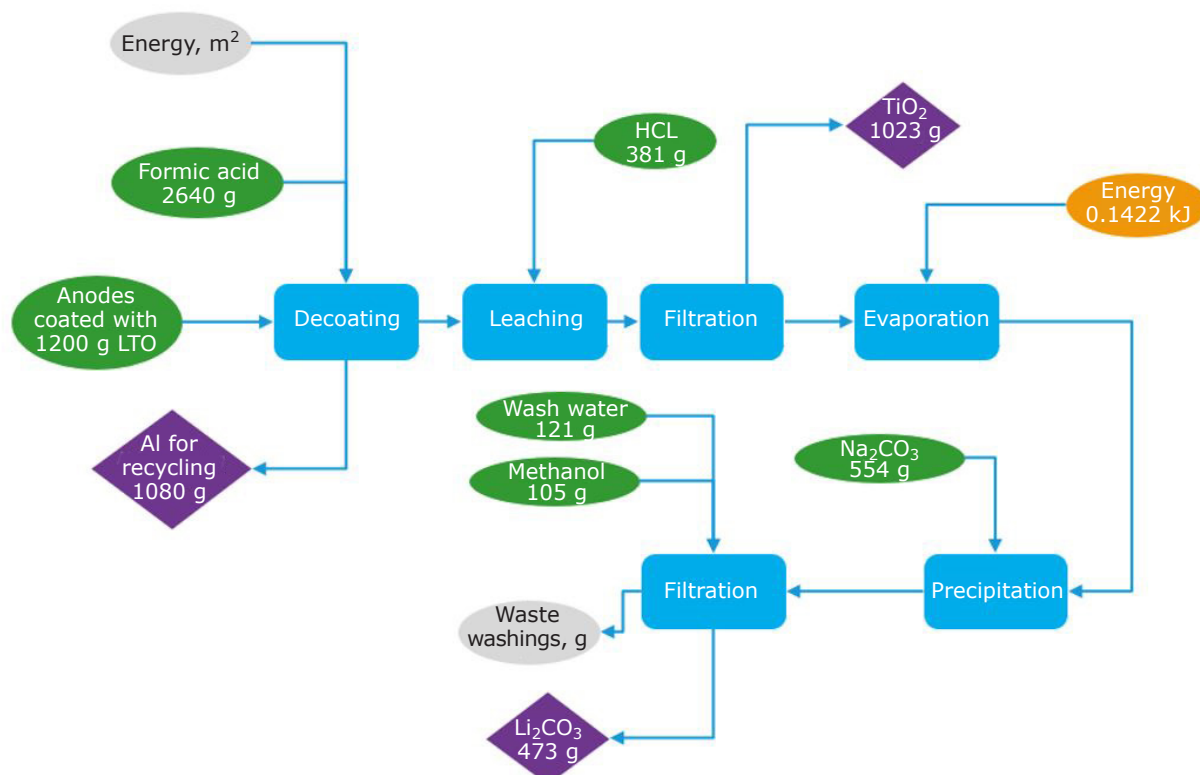 Energy, m²
Formic acid
2640 g
Anodes
coated with
1200 g LTO
HCL
381 g
TiO₂
1023 g
Energy
0.1422 kJ
Decoating
Leaching
Filtration
Evaporation
Al for
recycling
1080 g
Wash water
121 g
Methanol
105 g
Na₂CO₃
554 g
Filtration
Precipitation
Waste
washings, g
Li₂CO₃
473 g